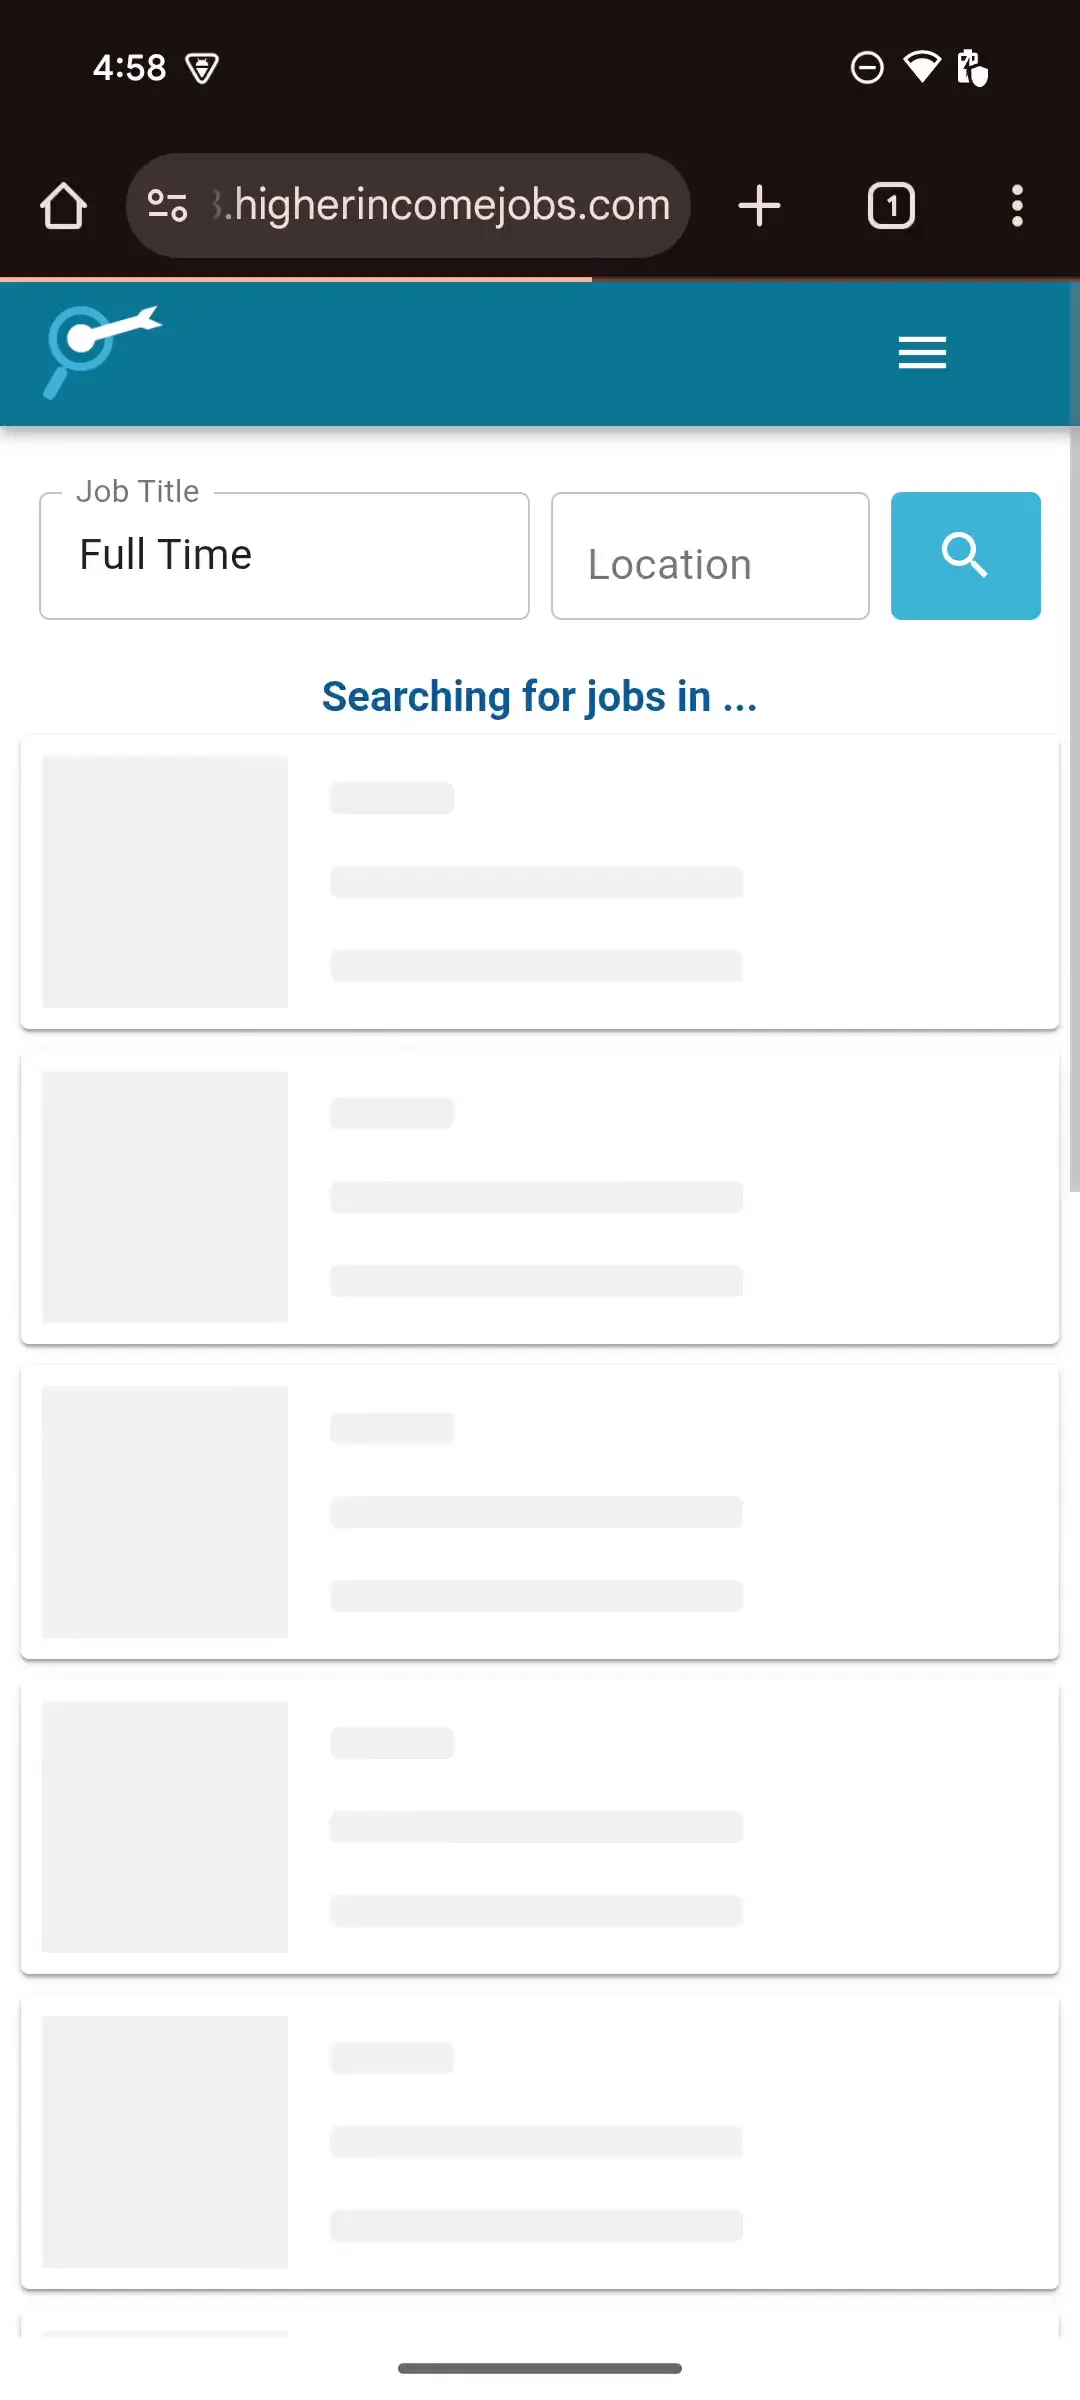 4:58
.higherincomejobs.com
1
Job Title
Full Time
Location
Searching for jobs in ...